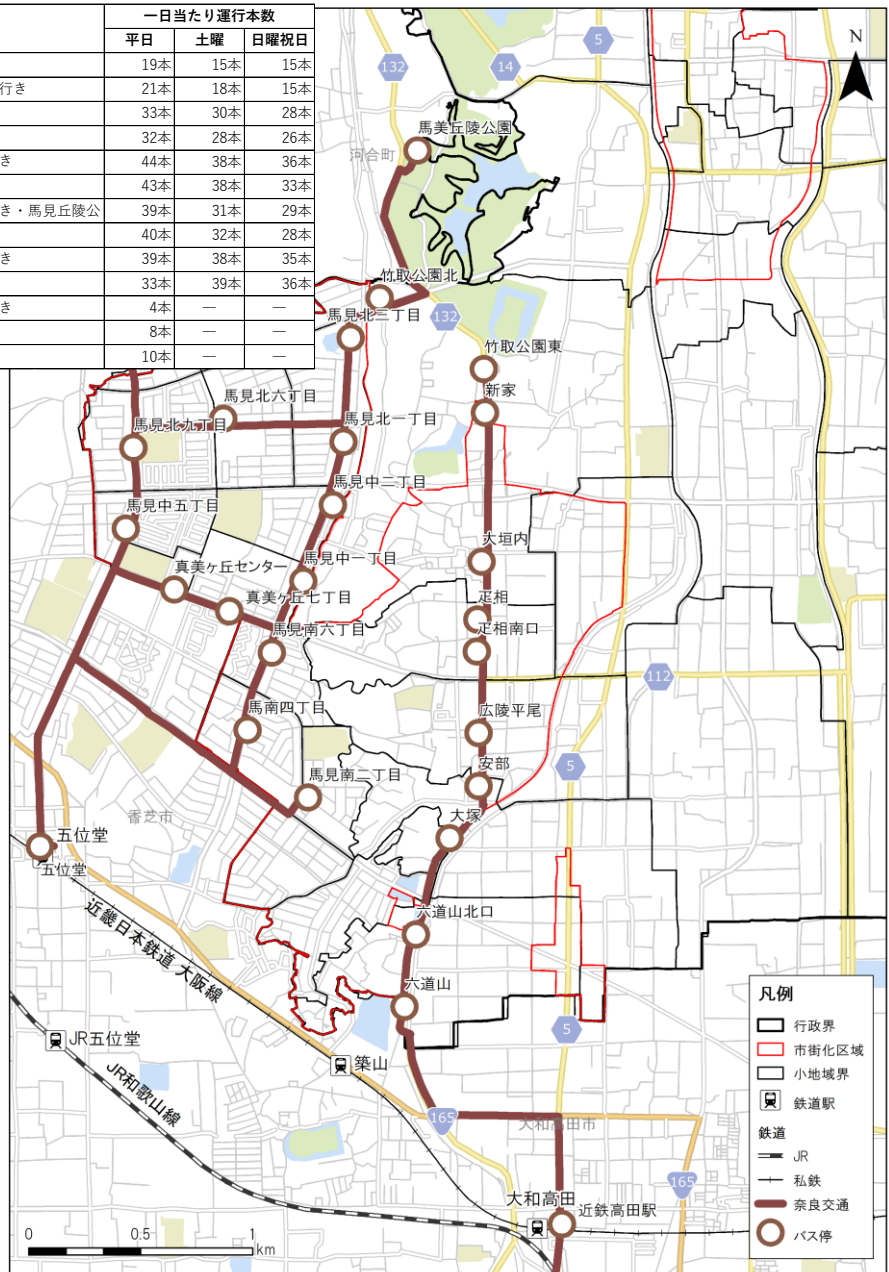 一日当たり運行本数
平日 土曜 日曜祝日
19本 15本 15本
行き 21本 18本 15本
33本 30本 28本
32本 28本 26本
き 44本 38本 36本
43本 38本 33本
き・馬見丘陵公 39本 31本 29本
40本 32本 28本
き 39本 38本 35本
33本 39本 36本
き 4本 — —
8本 — —
10本 — —
5
132
14
N
馬美丘陵公園
河合町
竹取公園北
馬見北三丁目
132
竹取公園東
新家
馬見北六丁目
馬見北九丁目
馬見北一丁目
馬見中二丁目
馬見中五丁目
大垣内
馬見中一丁目
真美ヶ丘センター
真美ヶ丘七丁目
疋相
疋相南口
馬見南六丁目
112
馬南四丁目
広陵平尾
安部
5
馬見南二丁目
香芝市
大塚
五位堂
五位堂
近畿日本鉄道 大阪線
六道山北口
六道山
凡例
行政界
市街化区域
小地域界
鉄道駅
鉄道
JR
私鉄
奈良交通
バス停
5
JR五位堂
築山
JR和歌山線
165
大和高田市
165
大和高田
近鉄高田駅
0 0.5 1
km